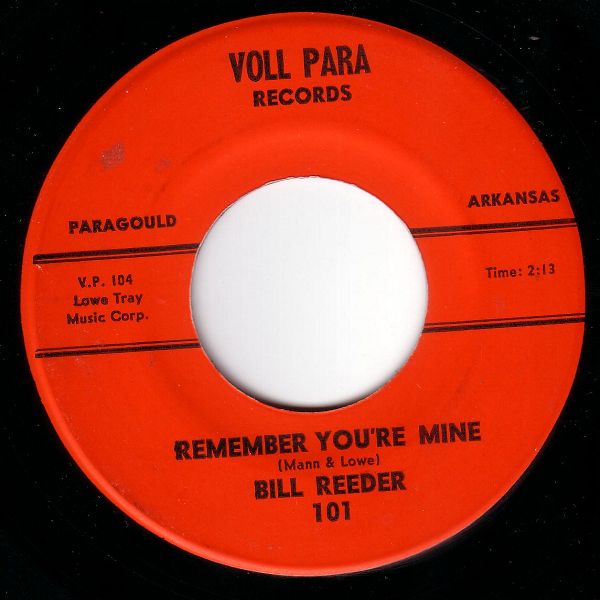 VOLL PARA
RECORDS
PARAGOULD
ARKANSAS
V.P. 104
Lowe Tray
Music Corp.
Time: 2:13
REMEMBER YOU'RE MINE
(Mann & Lowe)
BILL REEDER
101